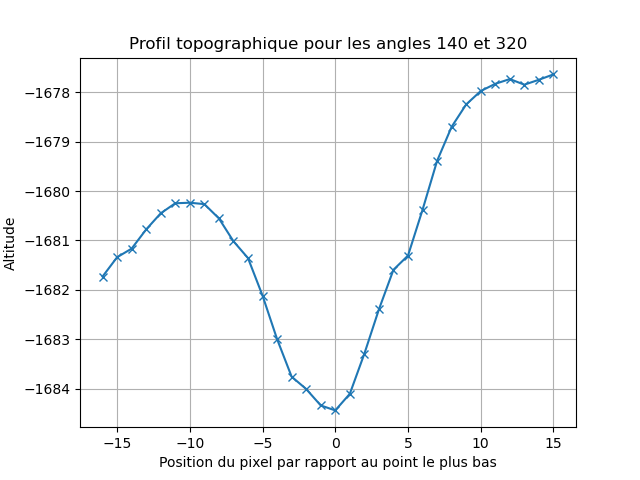 Profil topographique pour les angles 140 et 320
Altitude
−1678
−1679
−1680
−1681
−1682
−1683
−1684
−15 −10 −5 0 5 10 15
Position du pixel par rapport au point le plus bas